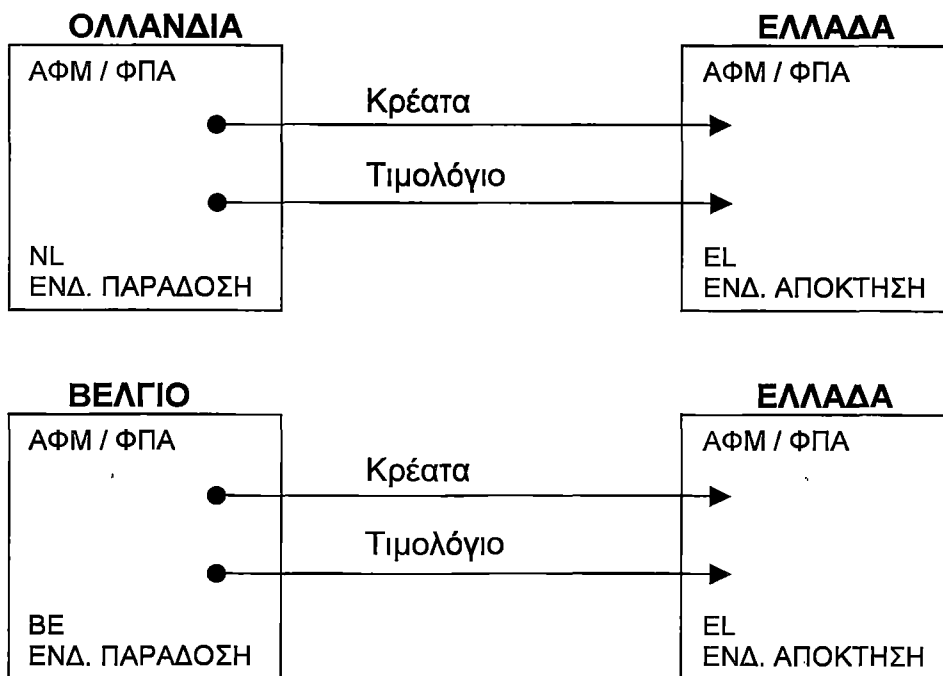 ΟΛΛΑΝΔΙΑ
ΕΛΛΑΔΑ
ΑΦΜ / ΦΠΑ
ΑΦΜ / ΦΠΑ
Κρέατα
Τιμολόγιο
NL
ΕΝΔ. ΠΑΡΑΔΟΣΗ
EL
ΕΝΔ. ΑΠΟΚΤΗΣΗ
ΒΕΛΓΙΟ
ΕΛΛΑΔΑ
ΑΦΜ / ΦΠΑ
ΑΦΜ / ΦΠΑ
Κρέατα
Τιμολόγιο
BE
ΕΝΔ. ΠΑΡΑΔΟΣΗ
EL
ΕΝΔ. ΑΠΟΚΤΗΣΗ